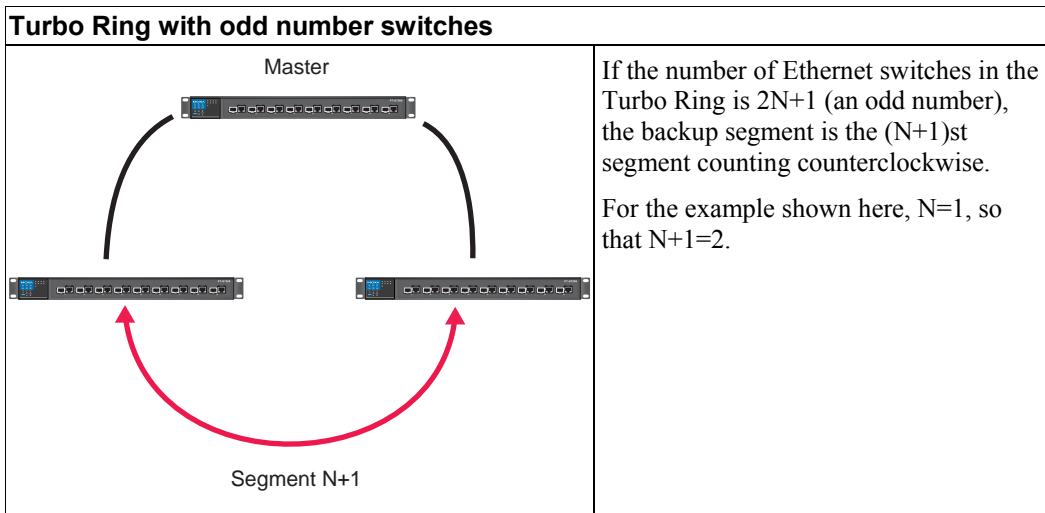 Turbo Ring with odd number switches
Master
If the number of Ethernet switches in the
Turbo Ring is 2N+1 (an odd number),
the backup segment is the (N+1)st
segment counting counterclockwise.
For the example shown here, N=1, so
that N+1=2.
Segment N+1